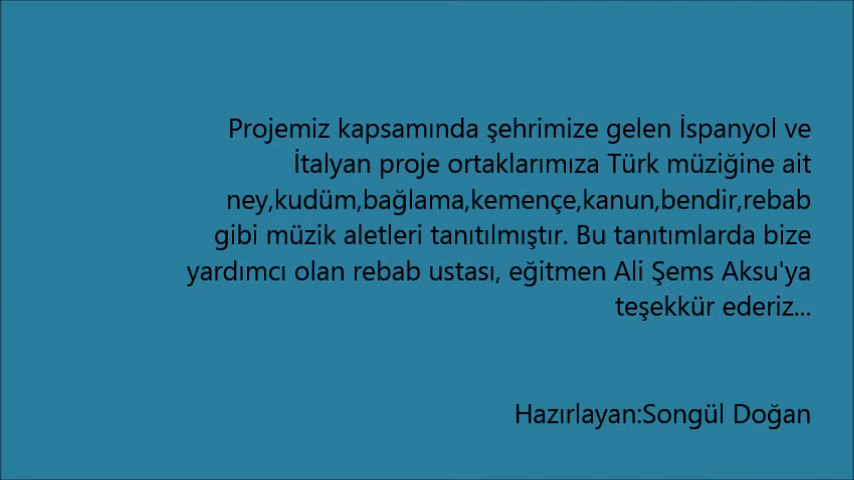 Projemiz kapsamında şehrimize gelen İspanyol ve
İtalyan proje ortaklarımıza Türk müziğine ait
ney,kudüm,bağlama,kemençe,kanun,bendir,rebab
gibi müzik aletleri tanıtılmıştır. Bu tanıtımlarda bize
yardımcı olan rebab ustası, eğitmen Ali Şems Aksu'ya
teşekkür ederiz...
Hazırlayan:Songül Doğan